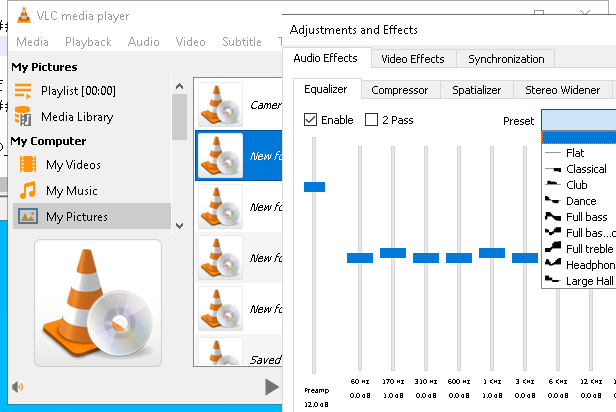 VLC media player
Media Playback Audio Video Subtitle
My Pictures
Playlist [00:00]
Media Library
My Computer
My Videos
My Music
My Pictures
Camer
New fo
New fo
New fo
New fo
Saved
Adjustments and Effects
Audio Effects Video Effects Synchronization
Equalizer Compressor Spatializer Stereo Widener
Enable 2 Pass Preset
Flat
Classical
Club
Dance
Full bass
Full bas...c
Full treble
Headphon
Large Hall
Preamp
12.0 dB
60 Hz 170 Hz 310 Hz 600 Hz 1 KHz 3 KHz 6 KHz 12 KHz
0.0 dB 1.0 dB 0.0 dB 0.0 dB 1.0 dB 0.0 dB 0.0 dB 0.0 d